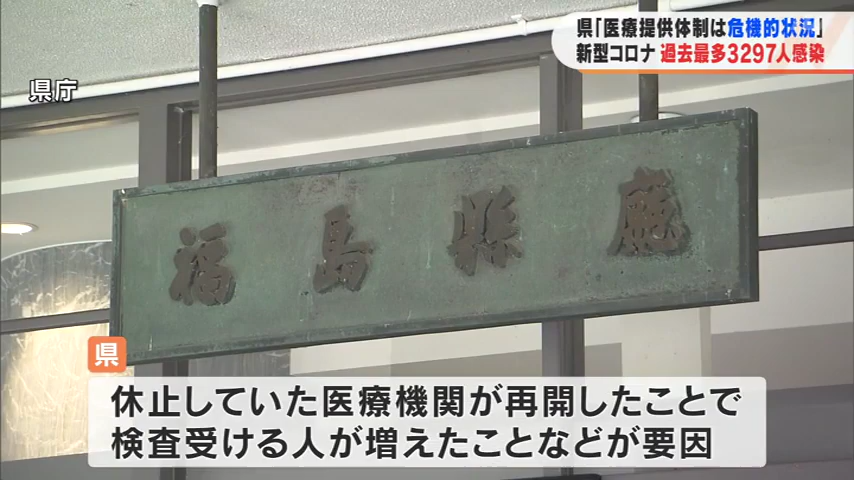 県「医療提供体制は危機的状況」
新型コロナ 過去最多3297人感染
県庁
福島縣廳
県
休止していた医療機関が再開したことで
検査受ける人が増えたことなどが要因